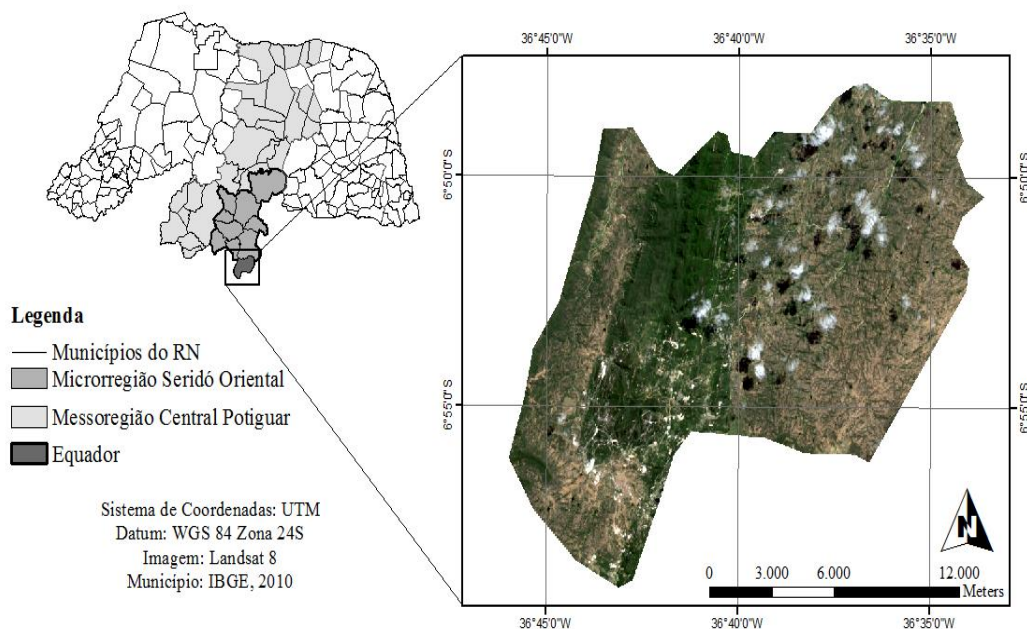 36°45'0"W 36°40'0"W 36°35'0"W
6°50'0"S 6°50'0"S
6°55'0"S 6°55'0"S
Legenda
Municípios do RN
Microrregião Seridó Oriental
Messoregião Central Potiguar
Equador
Sistema de Coordenadas: UTM
Datum: WGS 84 Zona 24S
Imagem: Landsat 8
Município: IBGE, 2010
N
0 3.000 6.000 12.000
Meters
36°45'0"W 36°40'0"W 36°35'0"W